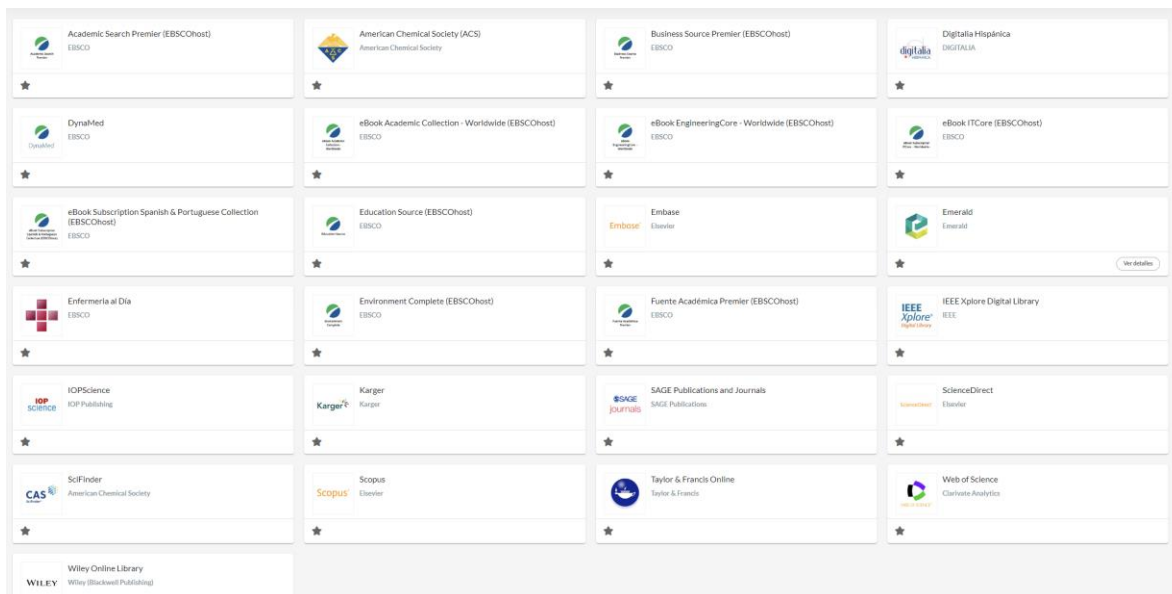 Academic Search Premier (EBSCOhost)
EBSCO
American Chemical Society (ACS)
American Chemical Society
Business Source Premier (EBSCOhost)
EBSCO
digitalia
HISPÁNICA
Digitalia Hispánica
DIGITALIA
DynaMed
DynaMed
EBSCO
eBook Academic Collection - Worldwide (EBSCOhost)
EBSCO
eBook EngineeringCore - Worldwide (EBSCOhost)
EBSCO
eBook ITCore (EBSCOhost)
EBSCO
eBook Subscription Spanish & Portuguese Collection
(EBSCOhost)
EBSCO
Education Source (EBSCOhost)
EBSCO
Embase
Embase
Elsevier
Emerald
Emerald
Ver detalles
Enfermeria al Día
EBSCO
Environment Complete (EBSCOhost)
EBSCO
Fuente Académica Premier (EBSCOhost)
EBSCO
IEEE
Xplore
Digital Library
IEEE Xplore Digital Library
IEEE
IOP
science
IOPScience
IOP Publishing
Karger
Karger
Karger
SAGE
journals
SAGE Publications and Journals
SAGE Publications
ScienceDirect
ScienceDirect
Elsevier
CAS
SciFinder
American Chemical Society
Scopus
Scopus
Elsevier
Taylor & Francis Online
Taylor & Francis
Web of Science
Clarivate Analytics
WILEY
Wiley Online Library
Wiley (Blackwell Publishing)